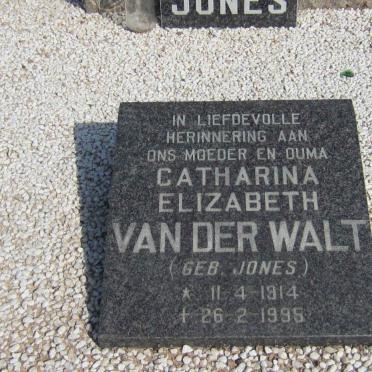 JONES
IN LIEFDEVOLLE
HERINNERING AAN
ONS MOEDER EN OUMA
CATHARINA
ELIZABETH
VAN DER WALT
(GEB. JONES)
* 11-4-1914
† 26-2-1995